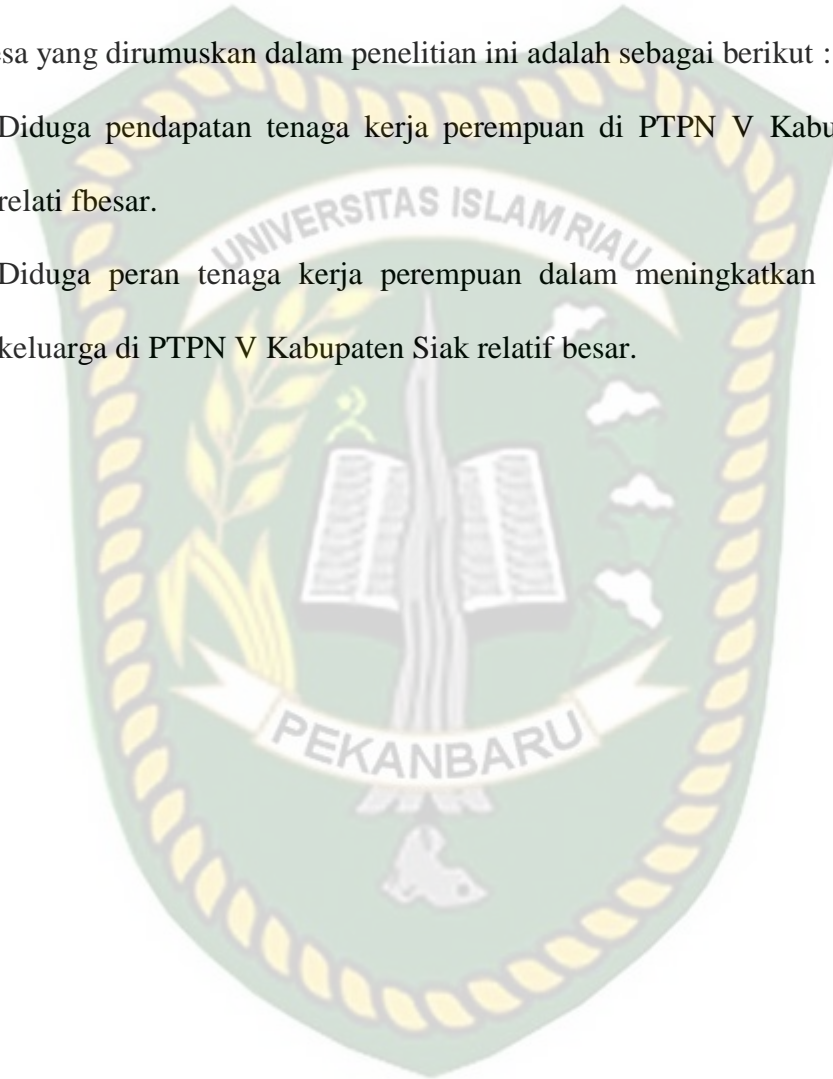 esa yang dirumuskan dalam penelitian ini adalah sebagai berikut :
Diduga pendapatan tenaga kerja perempuan di PTPN V Kabu
relati fbesar.
UNIVERSITAS ISLAM RIAU
Diduga peran tenaga kerja perempuan dalam meningkatkan
keluarga di PTPN V Kabupaten Siak relatif besar.
PEKANBARU